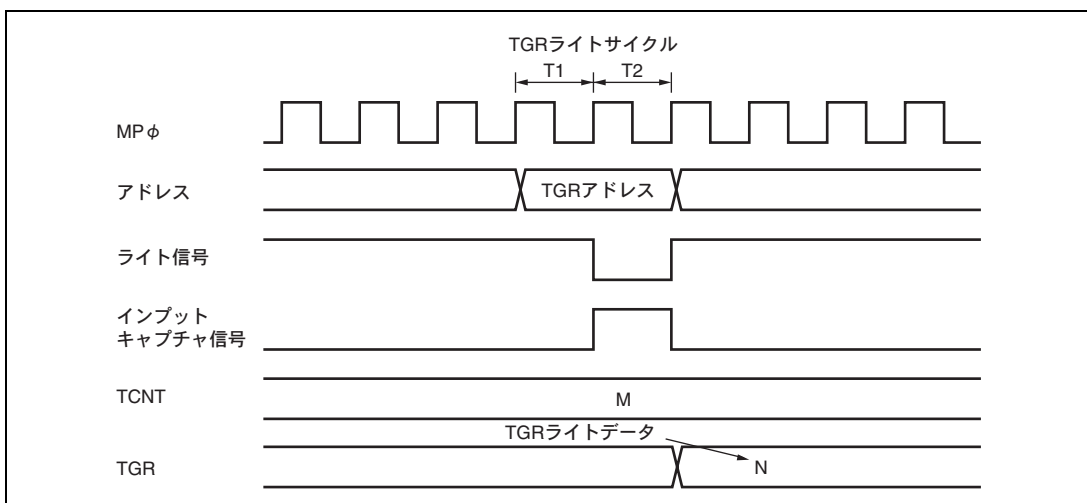 TGRライトサイクル
T1
T2
MPφ
アドレス
TGRアドレス
ライト信号
インプット
キャプチャ信号
TCNT
M
TGRライトデータ
TGR
N